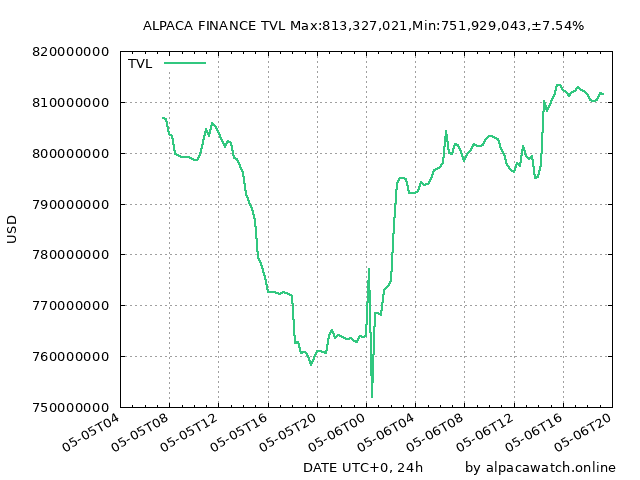 ALPACA FINANCE TVL Max:813,327,021,Min:751,929,043,±7.54%
820000000
TVL
810000000
800000000
790000000
USD
780000000
770000000
760000000
750000000
05-05T04
05-05T08
05-05T12
05-05T16
05-05T20
05-06T00
05-06T04
05-06T08
05-06T12
05-06T16
05-06T20
DATE UTC+0, 24h
by alpacawatch.online